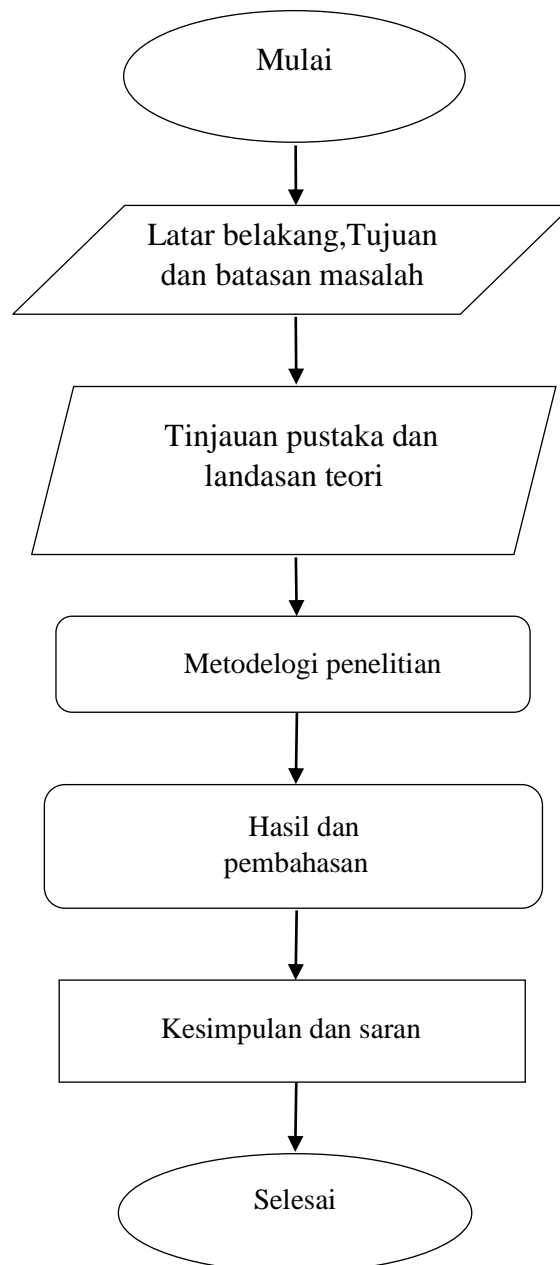 Mulai
Latar belakang,Tujuan
dan batasan masalah
Tinjauan pustaka dan
landasan teori
Metodelogi penelitian
Hasil dan
pembahasan
Kesimpulan dan saran
Selesai